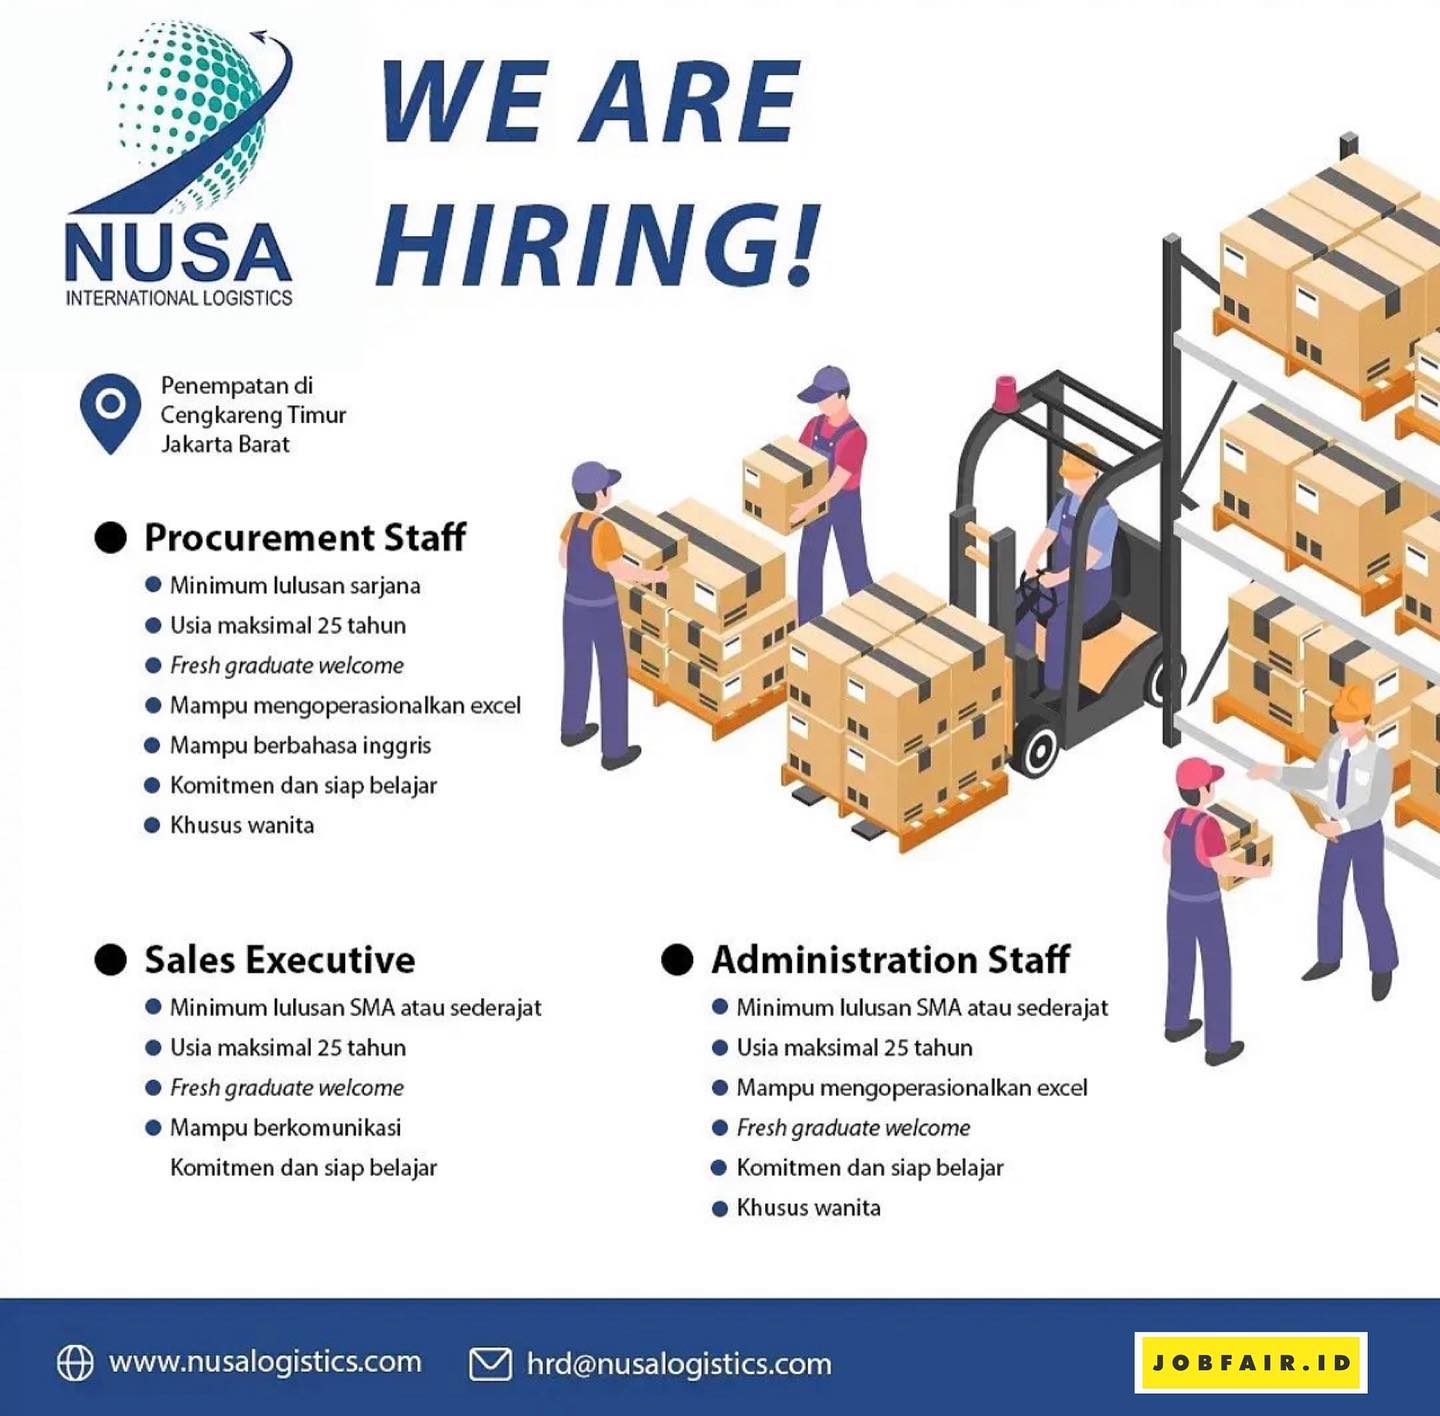 NUSA
INTERNATIONAL LOGISTICS
WE ARE
HIRING!
Penempatan di
Cengkareng Timur
Jakarta Barat
Procurement Staff
Minimum lulusan sarjana
Usia maksimal 25 tahun
Fresh graduate welcome
Mampu mengoperasionalkan excel
Mampu berbahasa inggris
Komitmen dan siap belajar
Khusus wanita
Sales Executive
Minimum lulusan SMA atau sederajat
Usia maksimal 25 tahun
Fresh graduate welcome
Mampu berkomunikasi
Komitmen dan siap belajar
Administration Staff
Minimum lulusan SMA atau sederajat
Usia maksimal 25 tahun
Mampu mengoperasionalkan excel
Fresh graduate welcome
Komitmen dan siap belajar
Khusus wanita
www.nusalogistics.com
hrd@nusalogistics.com
JOBFAIR.ID